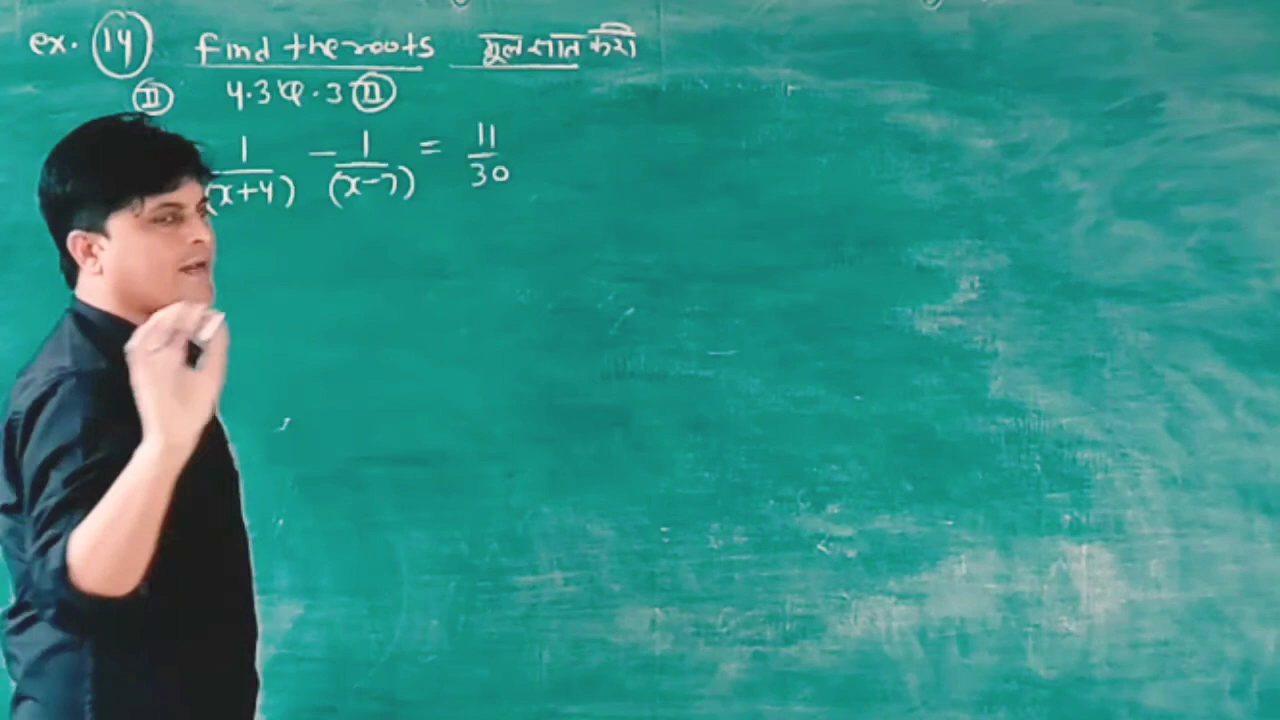 ex. 14 find the roots मूल ज्ञात करो
II 4.3 प्र.3 II
1/(x+4) - 1/(x-7) = 11/30